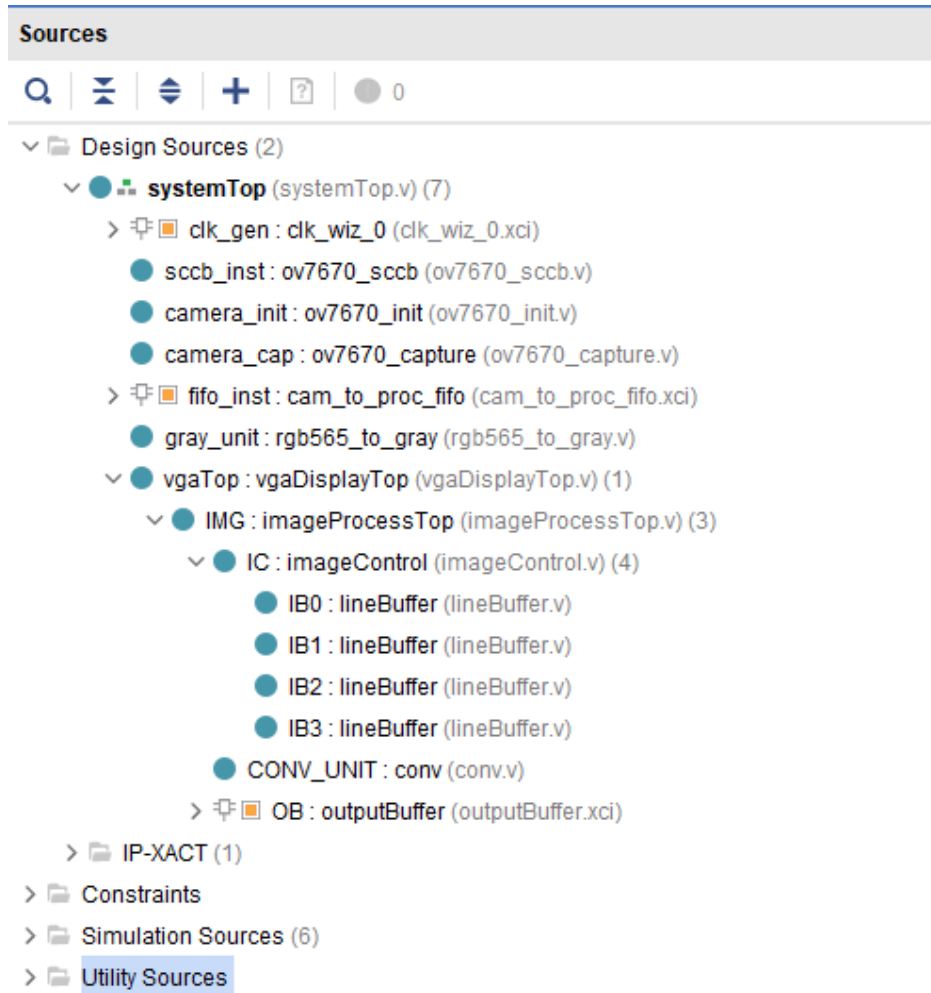 Sources
0
Design Sources (2)
systemTop (systemTop.v) (7)
clk_gen : clk_wiz_0 (clk_wiz_0.xci)
sccb_inst : ov7670_sccb (ov7670_sccb.v)
camera_init : ov7670_init (ov7670_init.v)
camera_cap : ov7670_capture (ov7670_capture.v)
fifo_inst : cam_to_proc_fifo (cam_to_proc_fifo.xci)
gray_unit : rgb565_to_gray (rgb565_to_gray.v)
vgaTop : vgaDisplayTop (vgaDisplayTop.v) (1)
IMG : imageProcessTop (imageProcessTop.v) (3)
IC : imageControl (imageControl.v) (4)
IB0 : lineBuffer (lineBuffer.v)
IB1 : lineBuffer (lineBuffer.v)
IB2 : lineBuffer (lineBuffer.v)
IB3 : lineBuffer (lineBuffer.v)
CONV_UNIT : conv (conv.v)
OB : outputBuffer (outputBuffer.xci)
IP-XACT (1)
Constraints
Simulation Sources (6)
Utility Sources